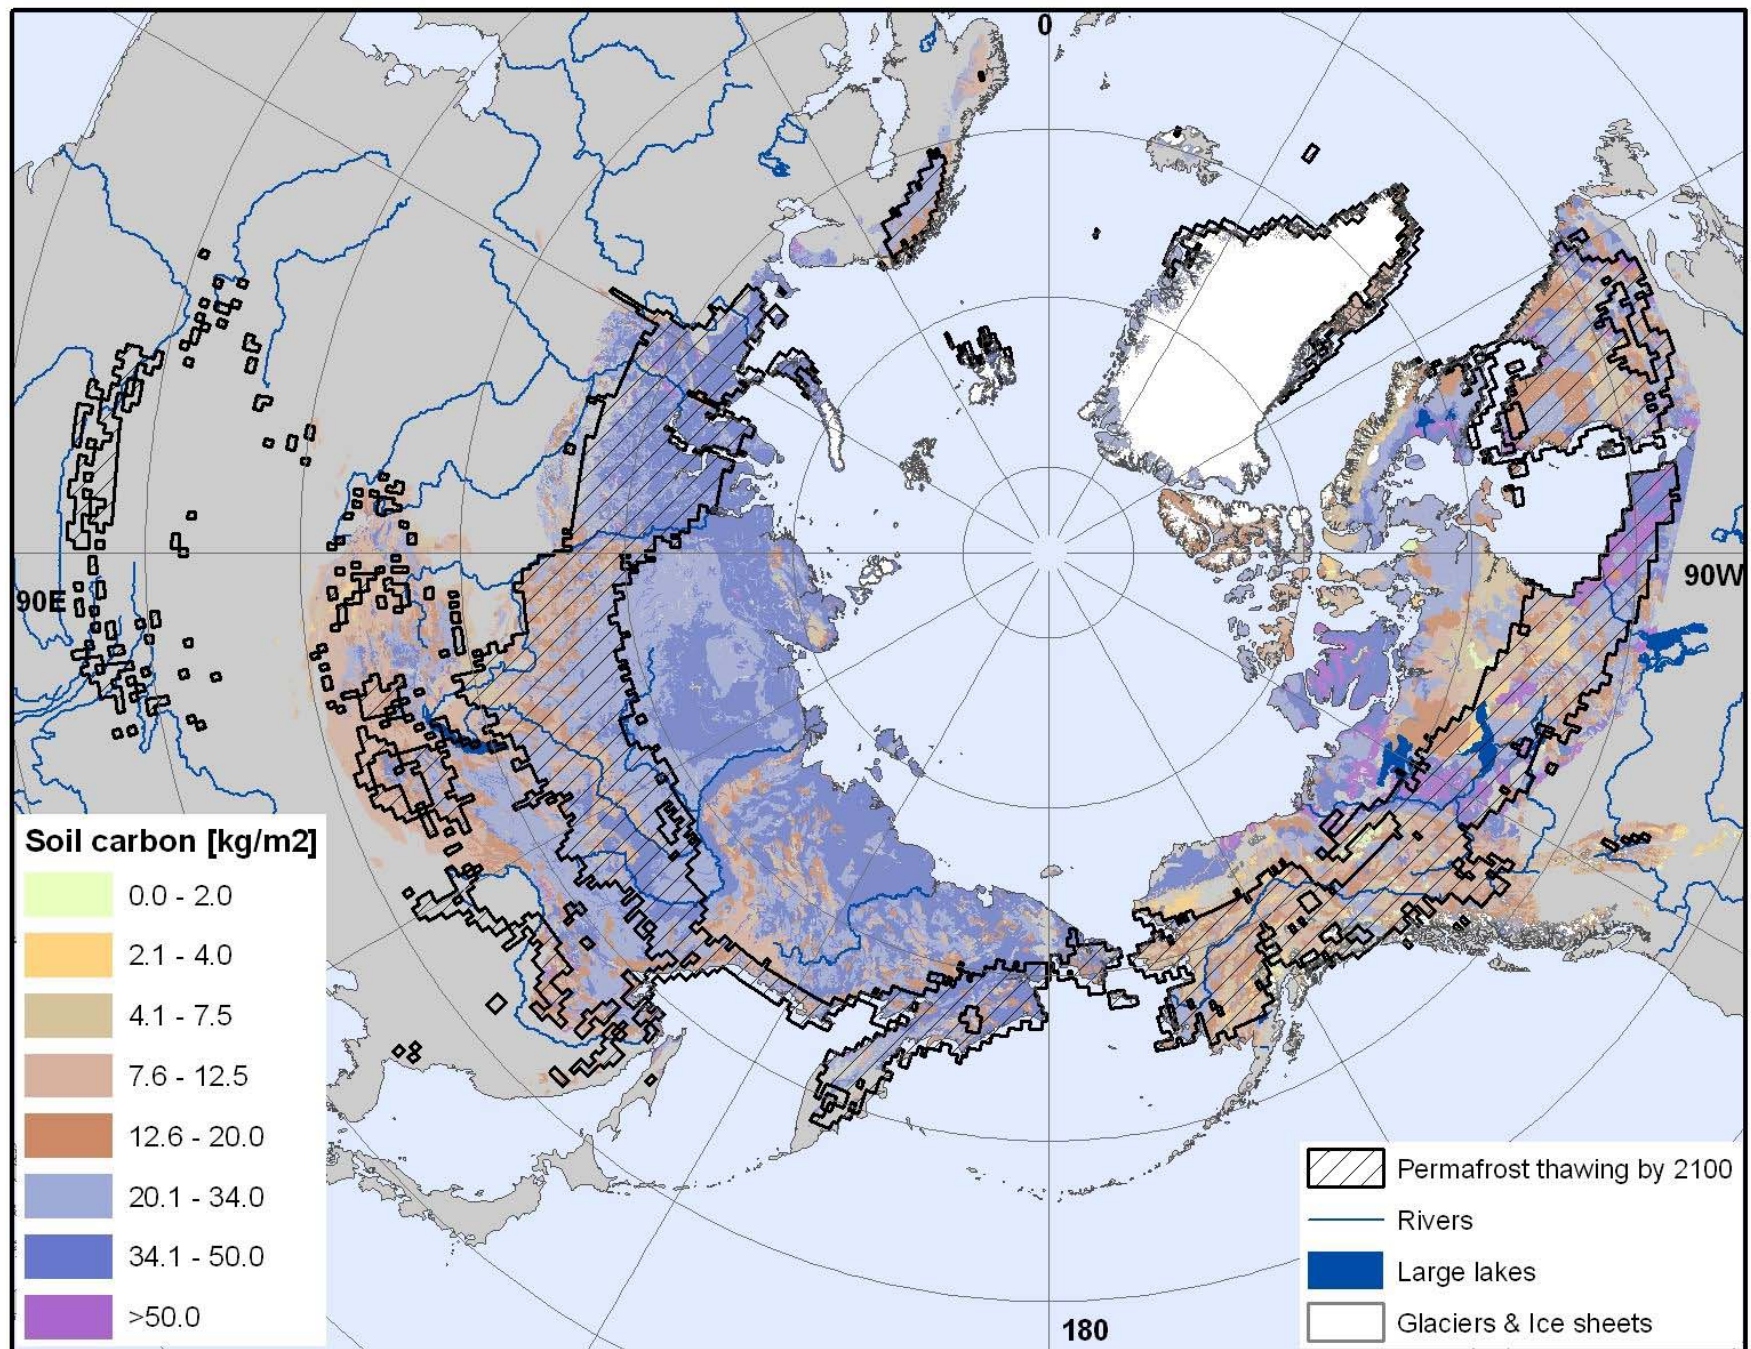 0
90E
90W
Soil carbon [kg/m2]
0.0 - 2.0
2.1 - 4.0
4.1 - 7.5
7.6 - 12.5
12.6 - 20.0
20.1 - 34.0
34.1 - 50.0
>50.0
180
Permafrost thawing by 2100
Rivers
Large lakes
Glaciers & Ice sheets